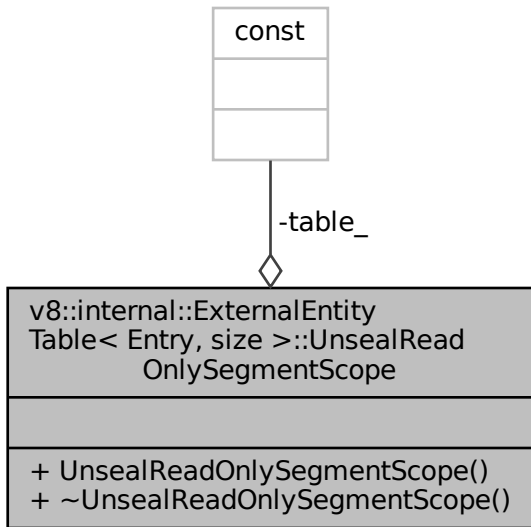 const
-table_
v8::internal::ExternalEntity
Table< Entry, size >::UnsealRead
OnlySegmentScope
+ UnsealReadOnlySegmentScope()
+ ~UnsealReadOnlySegmentScope()